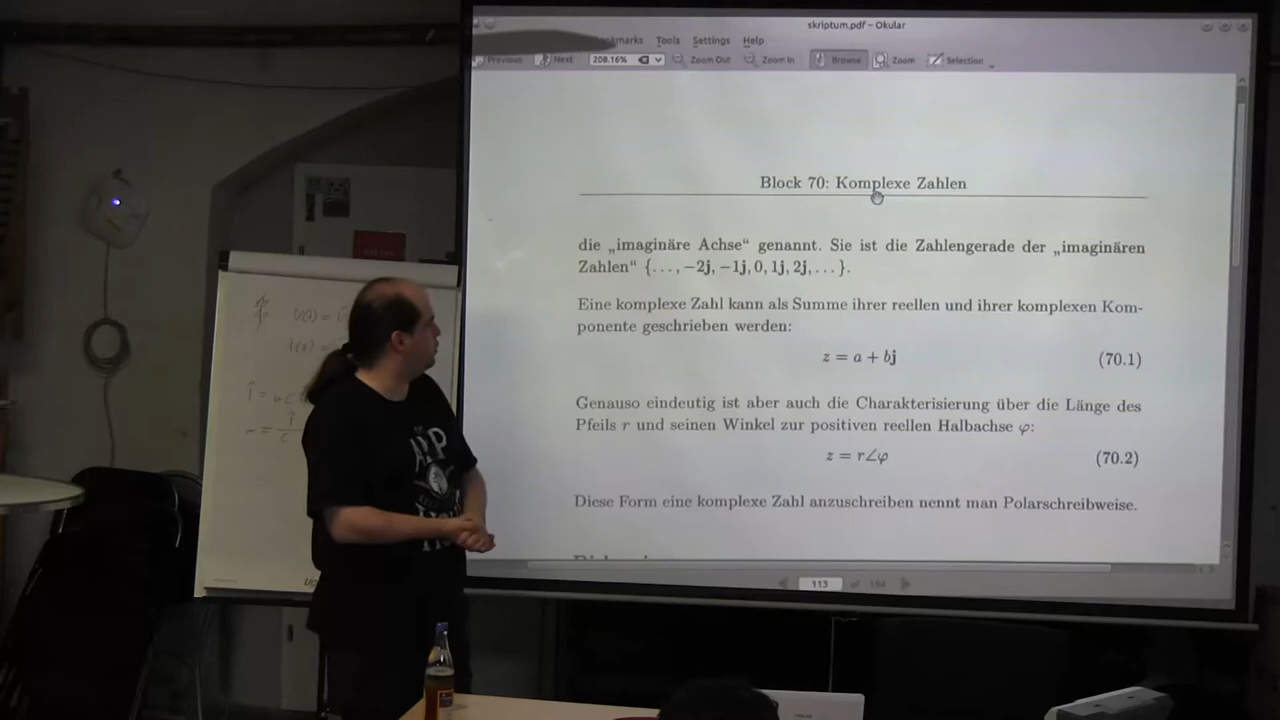 skriptum.pdf – Okular
Tools Settings Help
Previous Next 208.16% Zoom Out Zoom In Browse Zoom Selection
Block 70: Komplexe Zahlen
die „imaginäre Achse“ genannt. Sie ist die Zahlengerade der „imaginären
Zahlen“ {…, −2j, −1j, 0, 1j, 2j, …}.
Eine komplexe Zahl kann als Summe ihrer reellen und ihrer komplexen Kom-
ponente geschrieben werden:
z = a + bj (70.1)
Genauso eindeutig ist aber auch die Charakterisierung über die Länge des
Pfeils r und seinen Winkel zur positiven reellen Halbachse φ:
z = r∠φ (70.2)
Diese Form eine komplexe Zahl anzuschreiben nennt man Polarschreibweise.
113 of 194